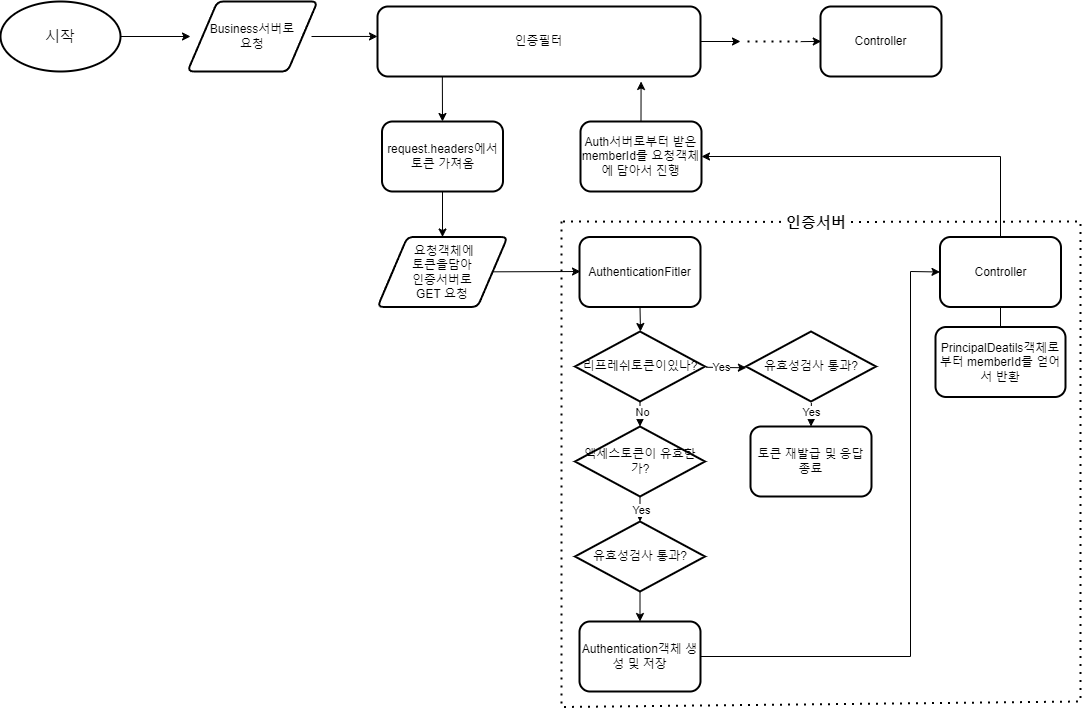 시작
Business서버로
요청
인증필터
Controller
request.headers에서
토큰 가져옴
Auth서버로부터 받은
memberId를 요청객체
에 담아서 진행
인증서버
요청객체에
토큰을담아
인증서버로
GET 요청
AuthenticationFitler
Controller
리프레쉬토큰이있나?
Yes
유효성검사 통과?
PrincipalDeatils객체로
부터 memberId를 얻어
서 반환
No
Yes
액세스토큰이 유효한
가?
토큰 재발급 및 응답
종료
Yes
유효성검사 통과?
Authentication객체 생
성 및 저장